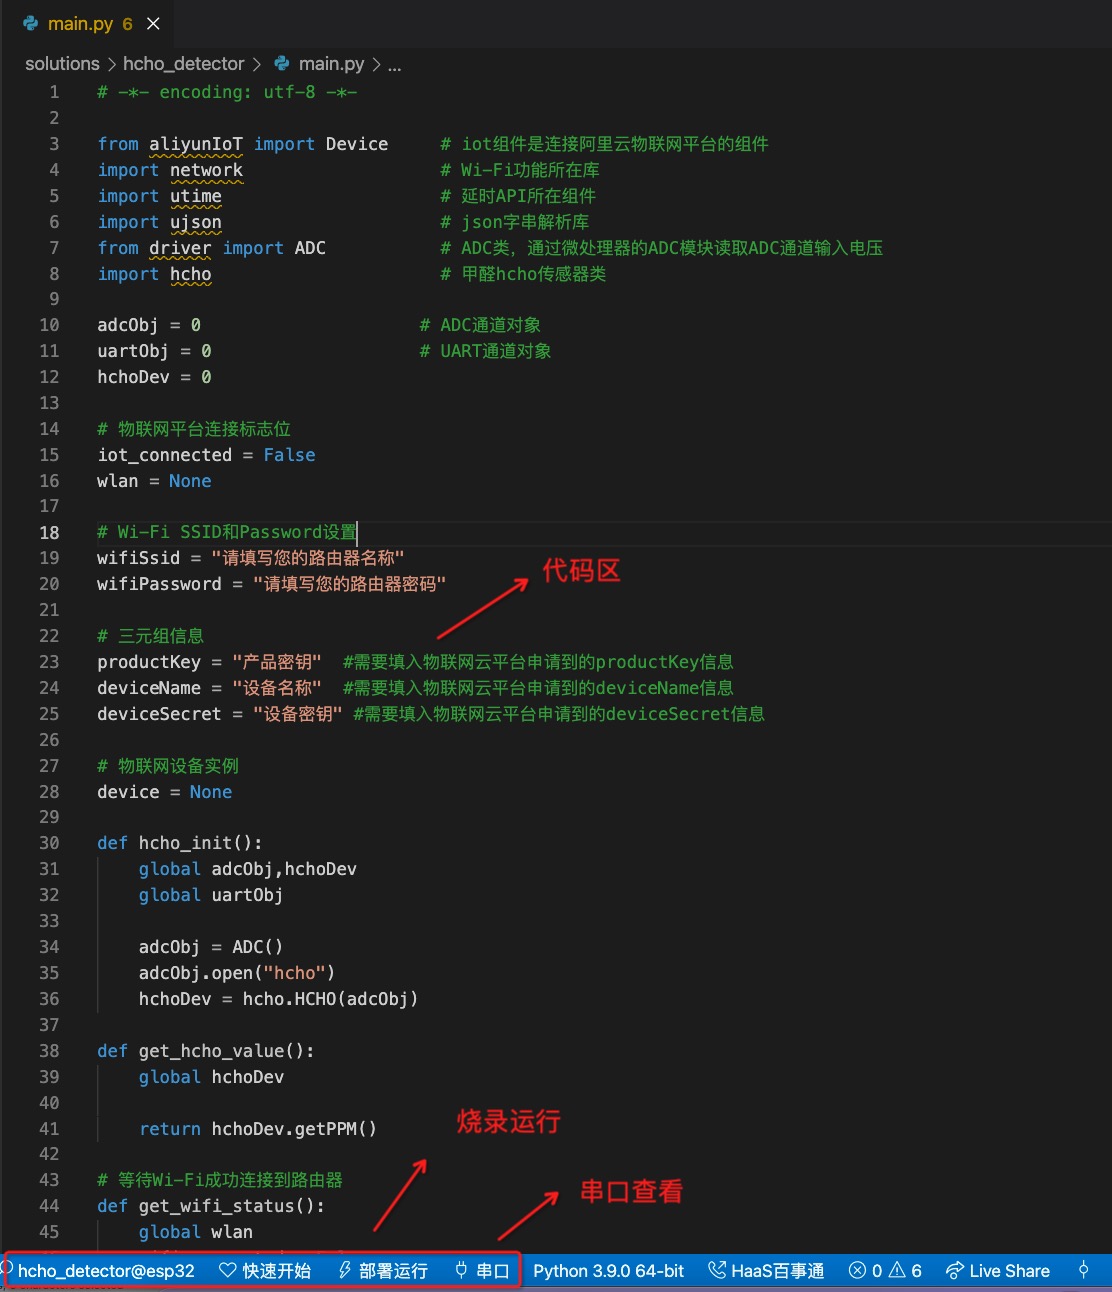 main.py 6
solutions > hcho_detector > main.py > ...
1 # -*- encoding: utf-8 -*-
2
3 from aliyunIoT import Device # iot组件是连接阿里云物联网平台的组件
4 import network # Wi-Fi功能所在库
5 import utime # 延时API所在组件
6 import ujson # json字串解析库
7 from driver import ADC # ADC类，通过微处理器的ADC模块读取ADC通道输入电压
8 import hcho # 甲醛hcho传感器类
9
10 adcObj = 0 # ADC通道对象
11 uartObj = 0 # UART通道对象
12 hchoDev = 0
13
14 # 物联网平台连接标志位
15 iot_connected = False
16 wlan = None
17
18 # Wi-Fi SSID和Password设置
19 wifiSsid = "请填写您的路由器名称"
20 wifiPassword = "请填写您的路由器密码"
代码区
21
22 # 三元组信息
23 productKey = "产品密钥" #需要填入物联网云平台申请到的productKey信息
24 deviceName = "设备名称" #需要填入物联网云平台申请到的deviceName信息
25 deviceSecret = "设备密钥" #需要填入物联网云平台申请到的deviceSecret信息
26
27 # 物联网设备实例
28 device = None
29
30 def hcho_init():
31 global adcObj,hchoDev
32 global uartObj
33
34 adcObj = ADC()
35 adcObj.open("hcho")
36 hchoDev = hcho.HCHO(adcObj)
37
38 def get_hcho_value():
39 global hchoDev
40
41 return hchoDev.getPPM()
烧录运行
42
43 # 等待Wi-Fi成功连接到路由器
串口查看
44 def get_wifi_status():
45 global wlan
hcho_detector@esp32 快速开始 部署运行 串口 Python 3.9.0 64-bit HaaS百事通 0 6 Live Share